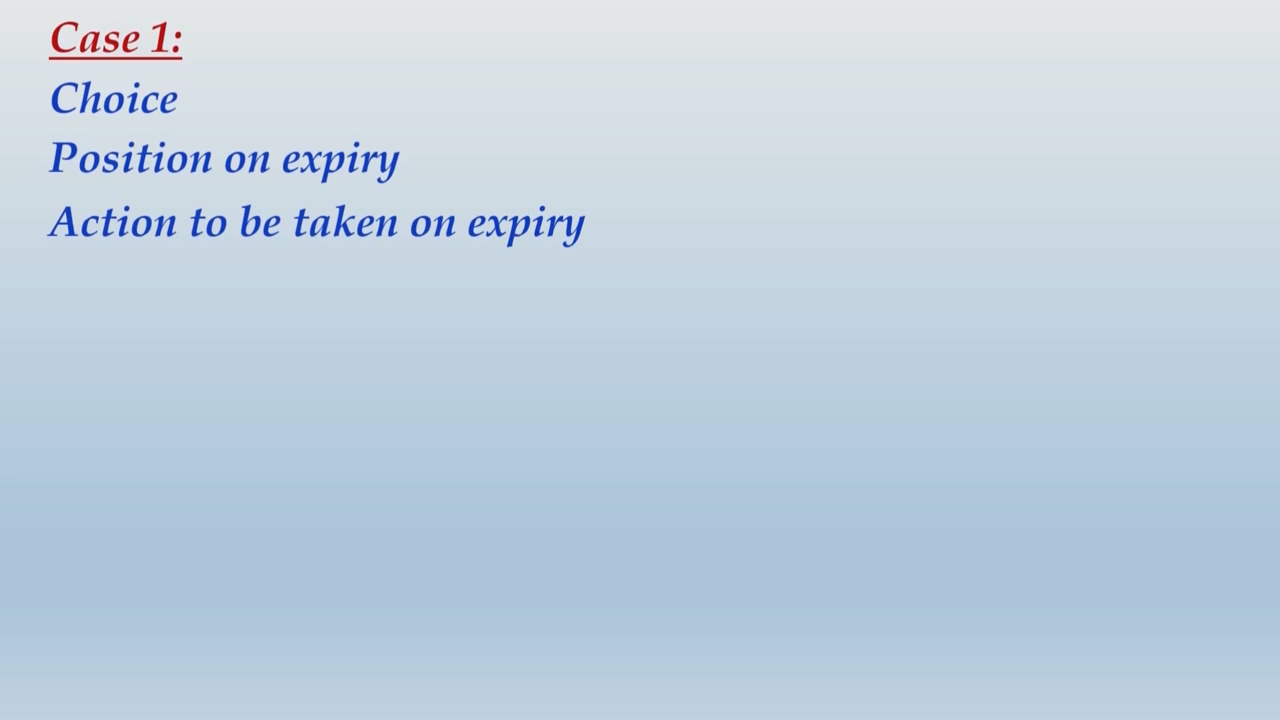 Case 1:
Choice
Position on expiry
Action to be taken on expiry